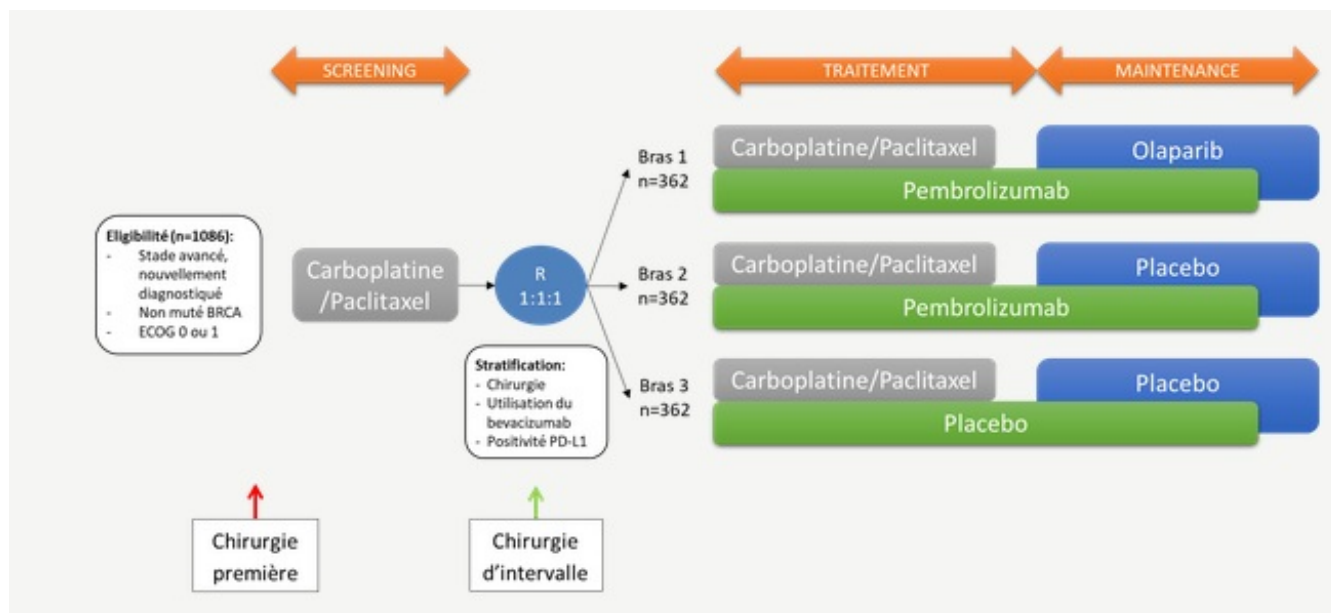 SCREENING
TRAITEMENT
MAINTENANCE
Eligibilité (n=1086):
- Stade avancé,
nouvellement
diagnostiqué
- Non muté BRCA
- ECOG 0 ou 1
Carboplatine
/Paclitaxel
R
1:1:1
Stratification:
- Chirurgie
- Utilisation du
bevacizumab
- Positivité PD-L1
Bras 1
n=362
Carboplatine/Paclitaxel
Olaparib
Pembrolizumab
Bras 2
n=362
Carboplatine/Paclitaxel
Placebo
Pembrolizumab
Bras 3
n=362
Carboplatine/Paclitaxel
Placebo
Placebo
Chirurgie
première
Chirurgie
d'intervalle